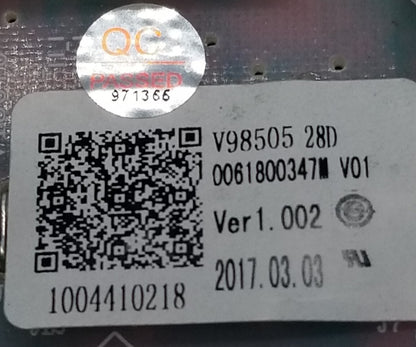 QC
PASSED
971366
V98505 28D
0061800347M V01
Ver1.002
2017.03.03
1004410218